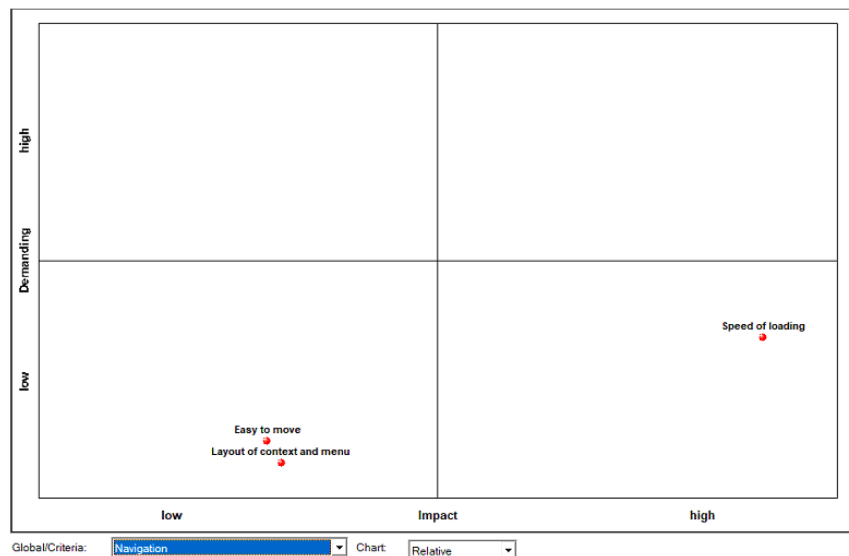 high
Demanding
low
Speed of loading
Easy to move
Layout of context and menu
low Impact high
Global/Criteria: Navigation Chart: Relative